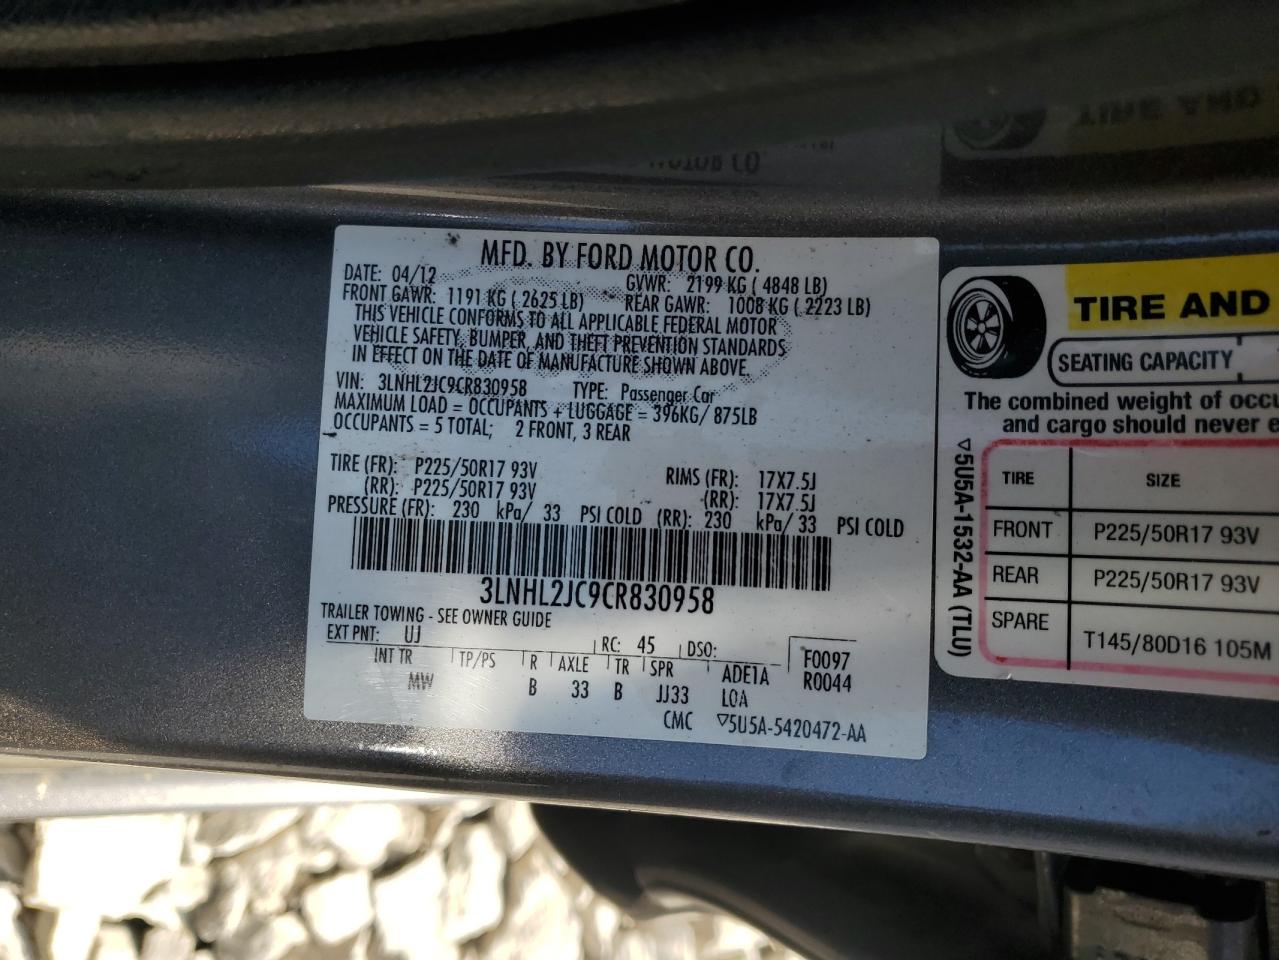 MFD. BY FORD MOTOR CO.
DATE: 04/12 GVWR: 2199 KG ( 4848 LB)
FRONT GAWR: 1191 KG ( 2625 LB) REAR GAWR: 1008 KG ( 2223 LB)
THIS VEHICLE CONFORMS TO ALL APPLICABLE FEDERAL MOTOR
VEHICLE SAFETY, BUMPER, AND THEFT PREVENTION STANDARDS
IN EFFECT ON THE DATE OF MANUFACTURE SHOWN ABOVE.
VIN: 3LNHL2JC9CR830958 TYPE: Passenger Car
MAXIMUM LOAD = OCCUPANTS + LUGGAGE = 396KG/ 875LB
OCCUPANTS = 5 TOTAL; 2 FRONT, 3 REAR
TIRE (FR): P225/50R17 93V RIMS (FR): 17X7.5J
(RR): P225/50R17 93V (RR): 17X7.5J
PRESSURE (FR): 230 kPa/ 33 PSI COLD (RR): 230 kPa/ 33 PSI COLD
3LNHL2JC9CR830958
TRAILER TOWING - SEE OWNER GUIDE
EXT PNT: UJ RC: 45 DSO: F0097
INT TR TP/PS R AXLE TR SPR ADE1A R0044
MW B 33 B JJ33 LOA
CMC ▽5U5A-5420472-AA
TIRE AND
SEATING CAPACITY
The combined weight of occu
and cargo should never e
▽5U5A-1532-AA (TLU)
TIRE SIZE
FRONT P225/50R17 93V
REAR P225/50R17 93V
SPARE T145/80D16 105M
TIRE AND
MOTOR CO.